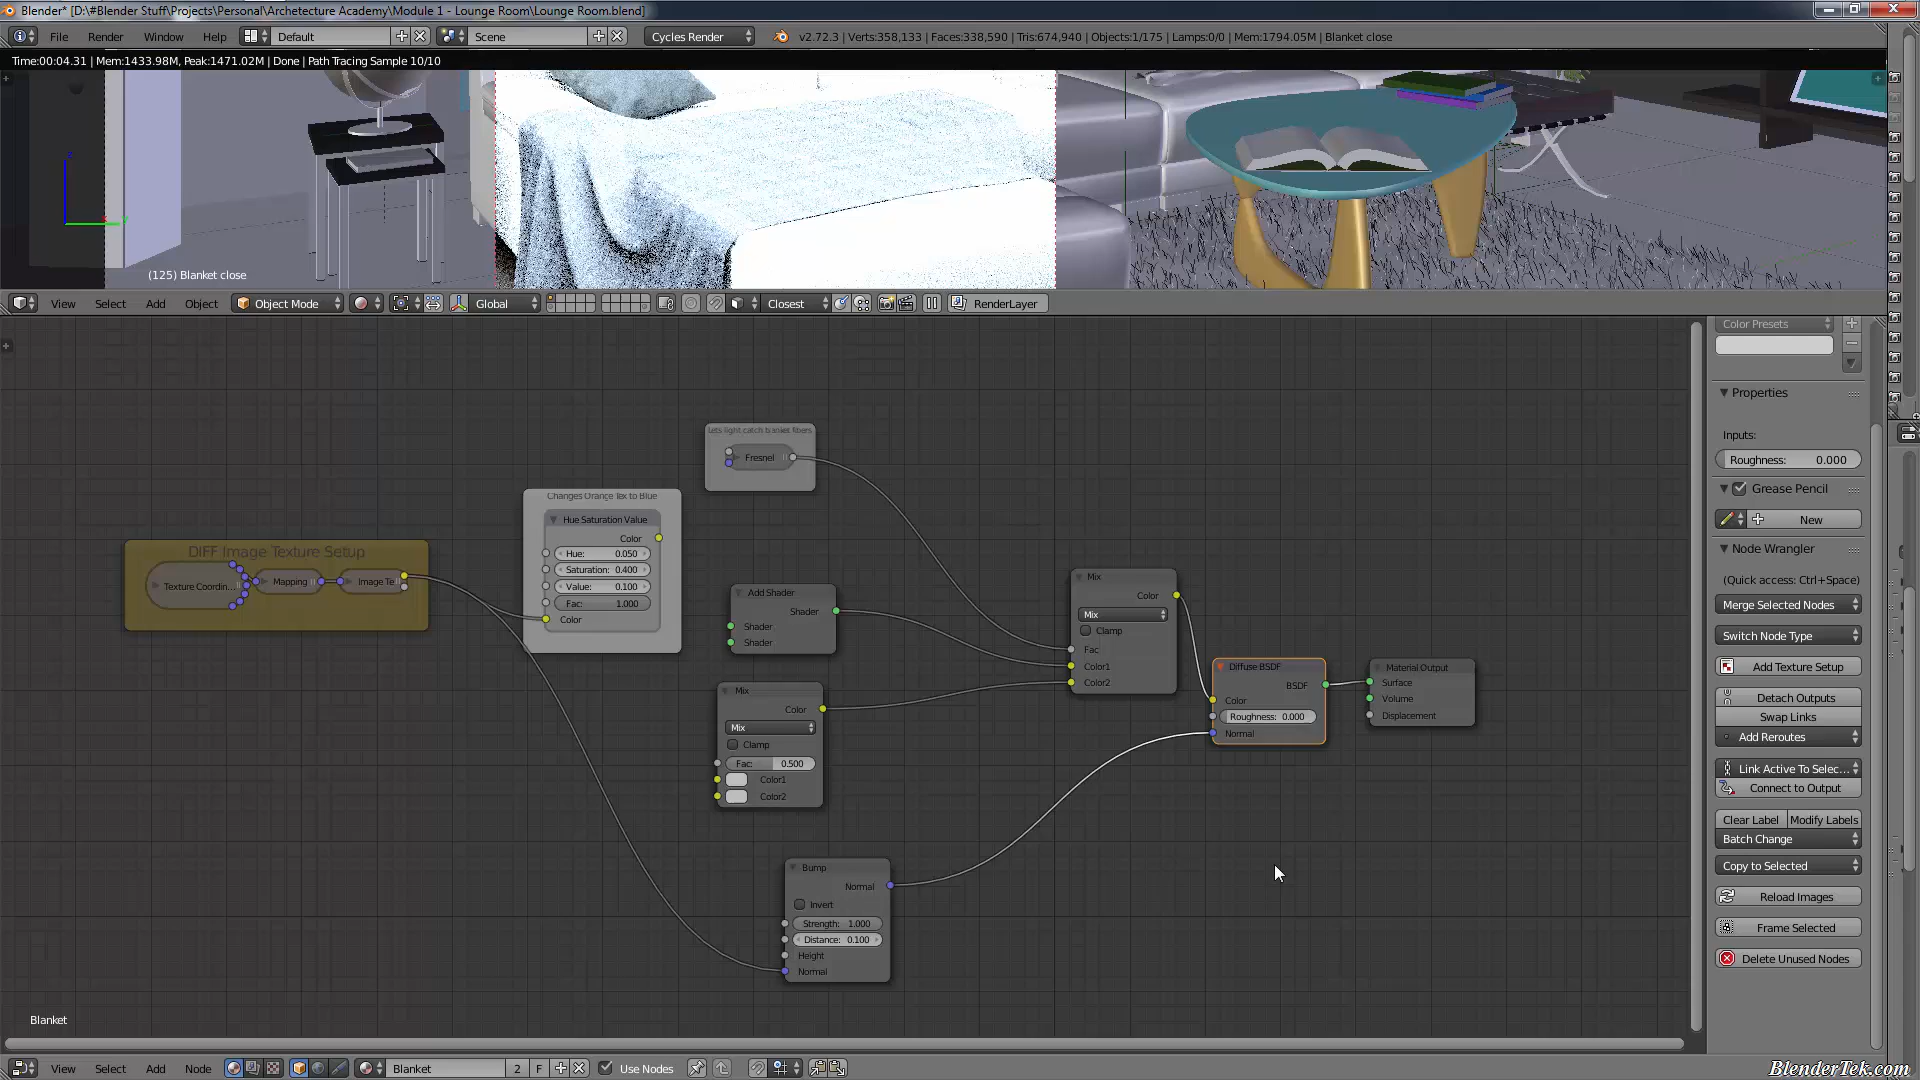 Blender* [D:\#Blender Stuff\Projects\Personal\Archetecture Academy\Module 1 - Lounge Room\Lounge Room.blend]
File Render Window Help Default Scene Cycles Render v2.72.3 | Verts:358,133 | Faces:338,590 | Tris:674,940 | Objects:1/175 | Lamps:0/0 | Mem:1794.05M | Blanket close
Time:00:04.31 | Mem:1433.98M, Peak:1471.02M | Done | Path Tracing Sample 10/10
(125) Blanket close
View Select Add Object Object Mode Global Closest RenderLayer
Color Presets
Properties
Inputs:
Roughness: 0.000
Grease Pencil
New
Node Wrangler
(Quick access: Ctrl+Space)
Merge Selected Nodes
Switch Node Type
Add Texture Setup
Detach Outputs
Swap Links
Add Reroutes
Link Active To Selec...
Connect to Output
Clear Label Modify Labels
Batch Change
Copy to Selected
Reload Images
Frame Selected
Delete Unused Nodes
Lets light catch blanket fibers
Fresnel
Changes Orange Tex to Blue
Hue Saturation Value
Color
Hue: 0.050
Saturation: 0.400
Value: 0.100
Fac: 1.000
Color
DIFF Image Texture Setup
Texture Coordin...
Mapping
Image Te
Add Shader
Shader
Shader
Shader
Mix
Color
Mix
Clamp
Fac: 0.500
Color1
Color2
Mix
Color
Mix
Clamp
Fac
Color1
Color2
Diffuse BSDF
BSDF
Color
Roughness: 0.000
Normal
Material Output
Surface
Volume
Displacement
Bump
Normal
Invert
Strength: 1.000
Distance: 0.100
Height
Normal
Blanket
View Select Add Node Blanket 2 F Use Nodes
BlenderTek.com